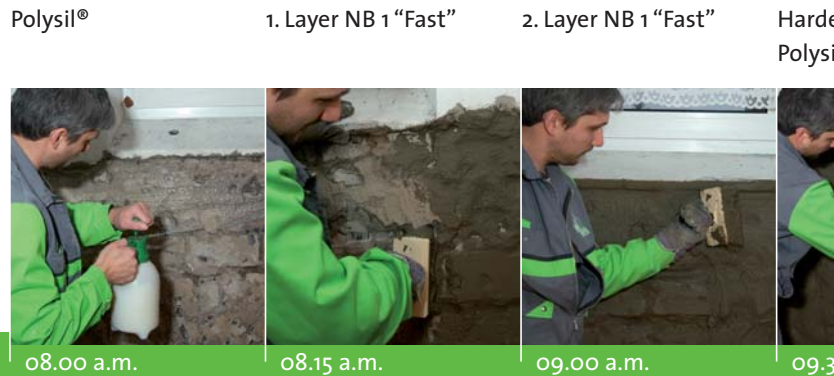 Polysil®
1. Layer NB 1 “Fast”
2. Layer NB 1 “Fast”
08.00 a.m.
08.15 a.m.
09.00 a.m.